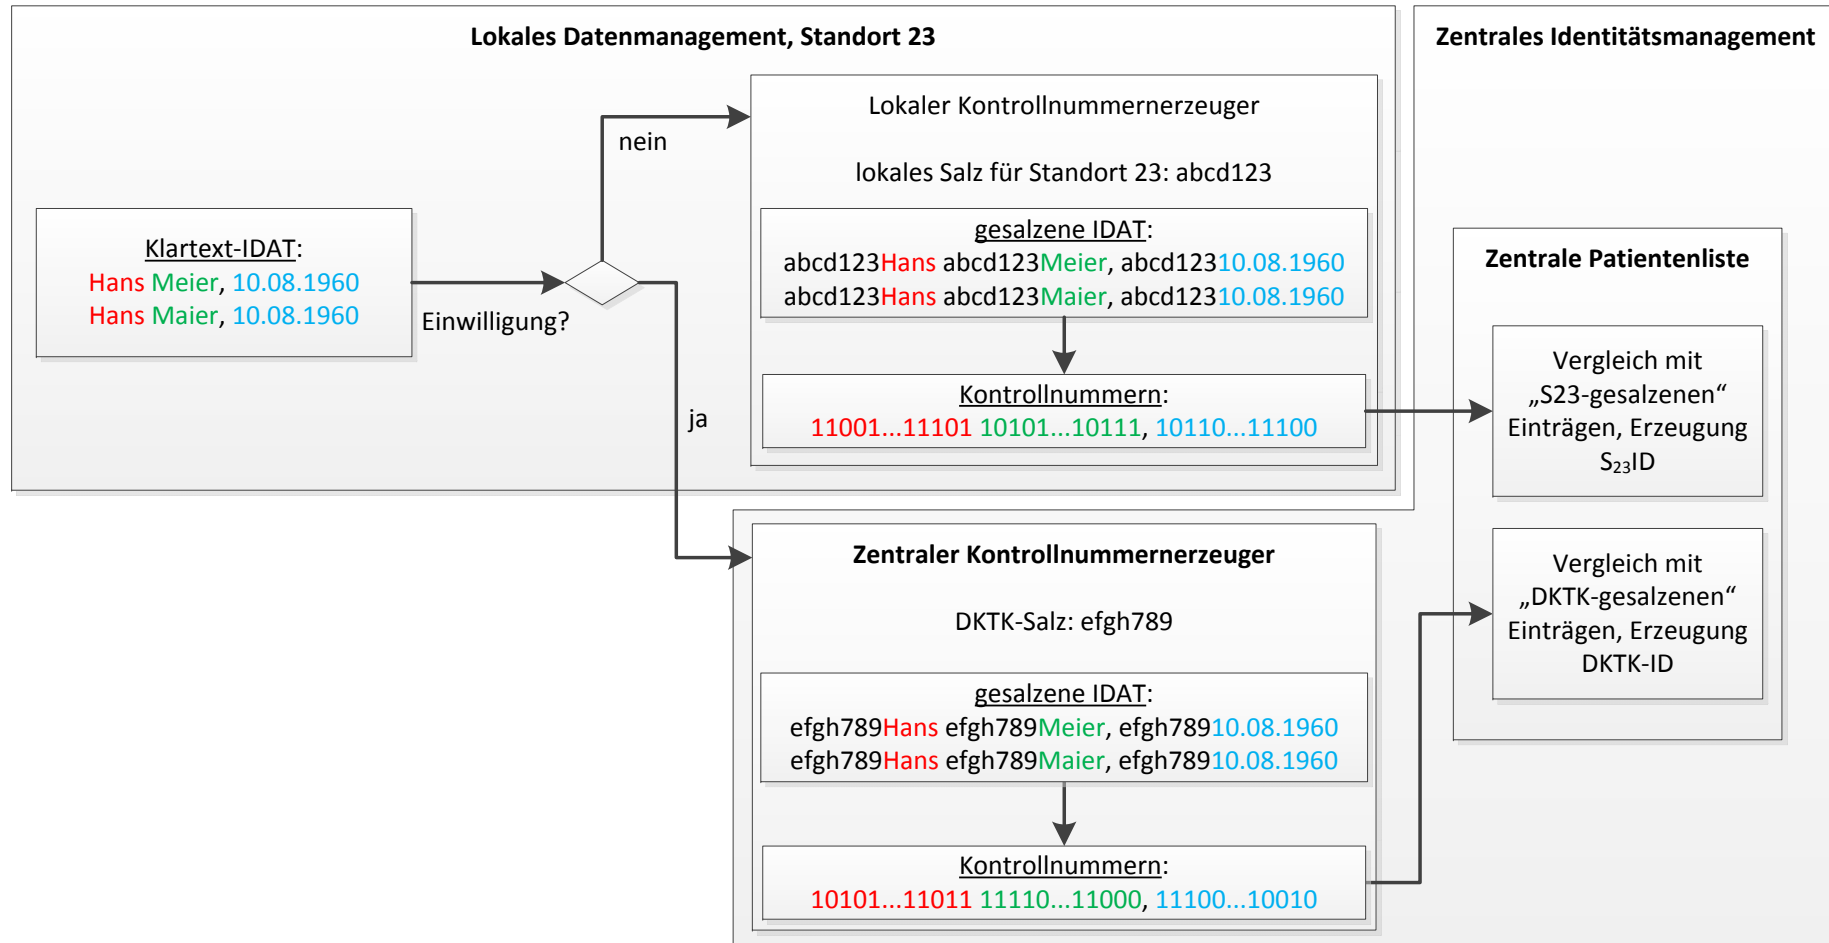 Lokales Datenmanagement, Standort 23
Zentrales Identitätsmanagement
Lokaler Kontrollnummernerzeuger
nein
lokales Salz für Standort 23: abcd123
Klartext-IDAT:
Hans Meier, 10.08.1960
Hans Maier, 10.08.1960
Einwilligung?
gesalzene IDAT:
abcd123Hans abcd123Meier, abcd12310.08.1960
abcd123Hans abcd123Maier, abcd12310.08.1960
Kontrollnummern:
11001...11101 10101...10111, 10110...11100
Zentrale Patientenliste
Vergleich mit
„S23-gesalzenen“
Einträgen, Erzeugung
S₂₃ID
ja
Zentraler Kontrollnummernerzeuger
DKTK-Salz: efgh789
gesalzene IDAT:
efgh789Hans efgh789Meier, efgh78910.08.1960
efgh789Hans efgh789Maier, efgh78910.08.1960
Kontrollnummern:
10101...11011 11110...11000, 11100...10010
Vergleich mit
„DKTK-gesalzenen“
Einträgen, Erzeugung
DKTK-ID